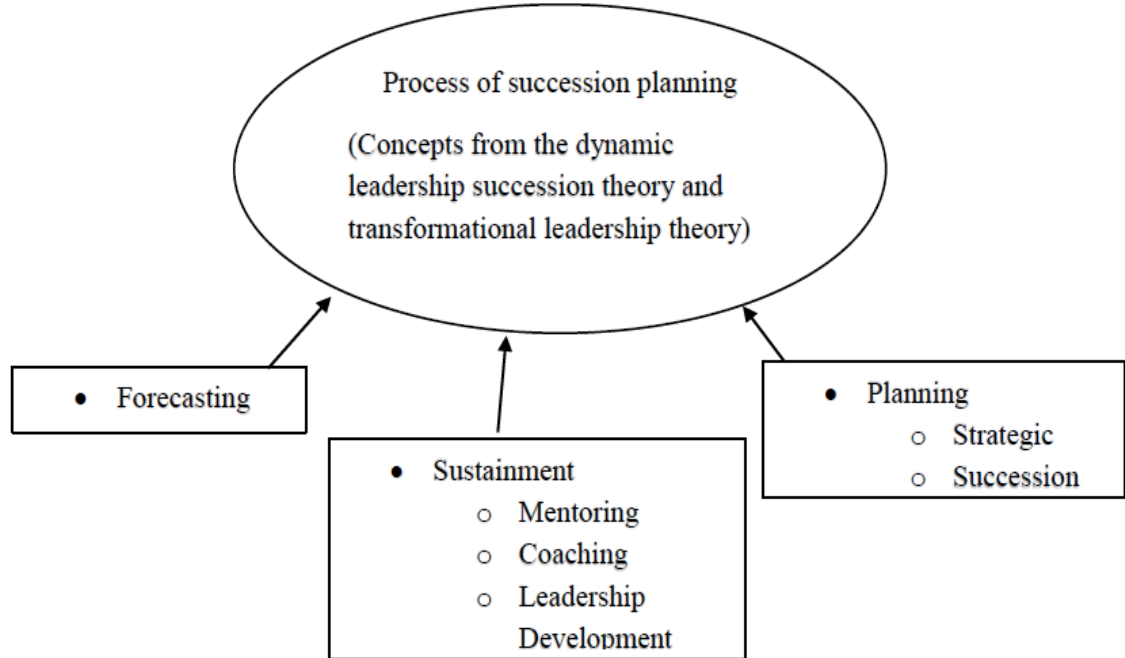 Process of succession planning
(Concepts from the dynamic
leadership succession theory and
transformational leadership theory)
• Forecasting
• Sustainment
o Mentoring
o Coaching
o Leadership
Development
• Planning
o Strategic
o Succession